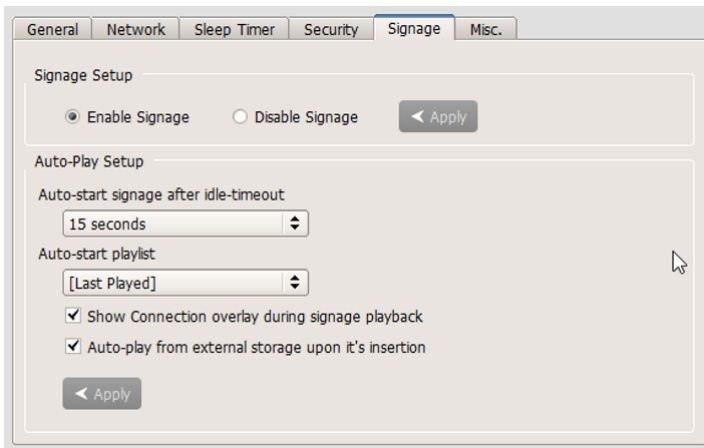 General Network Sleep Timer Security Signage Misc.
Signage Setup
Enable Signage Disable Signage Apply
Auto-Play Setup
Auto-start signage after idle-timeout
15 seconds
Auto-start playlist
[Last Played]
Show Connection overlay during signage playback
Auto-play from external storage upon it's insertion
Apply